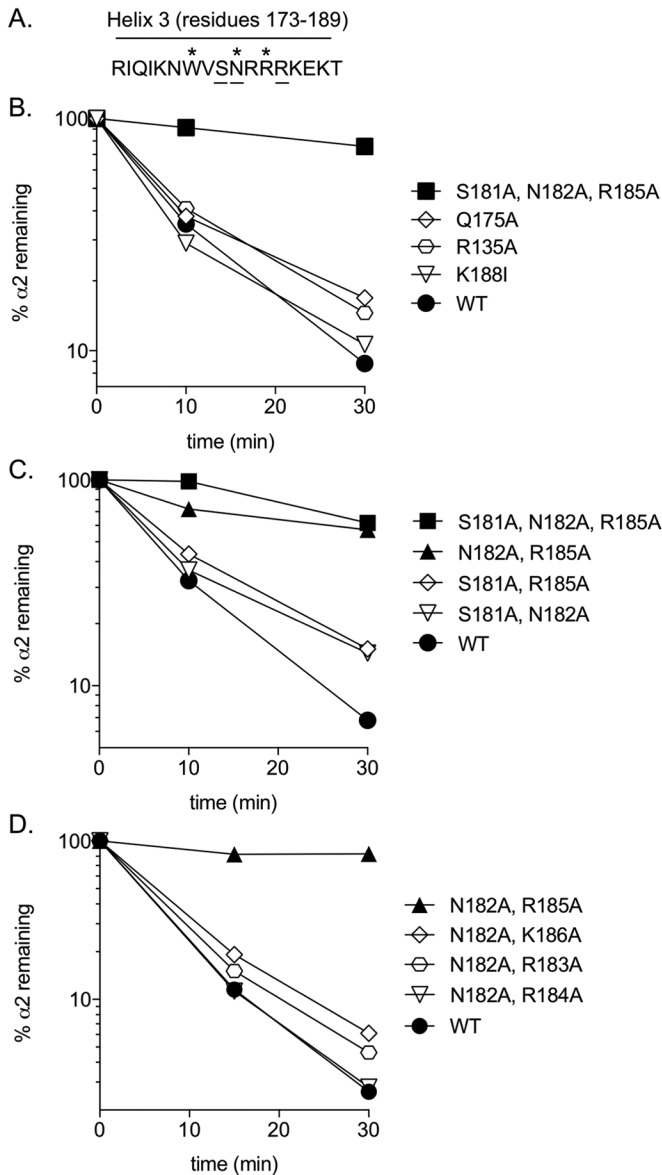 A.
Helix 3 (residues 173-189)
* * *
RIQIKNWVSNRRRKEKT
B.
% α2 remaining
100
10
0 10 20 30
time (min)
S181A, N182A, R185A
Q175A
R135A
K188I
WT
C.
% α2 remaining
100
10
0 10 20 30
time (min)
S181A, N182A, R185A
N182A, R185A
S181A, R185A
S181A, N182A
WT
D.
% α2 remaining
100
10
0 10 20 30
time (min)
N182A, R185A
N182A, K186A
N182A, R183A
N182A, R184A
WT